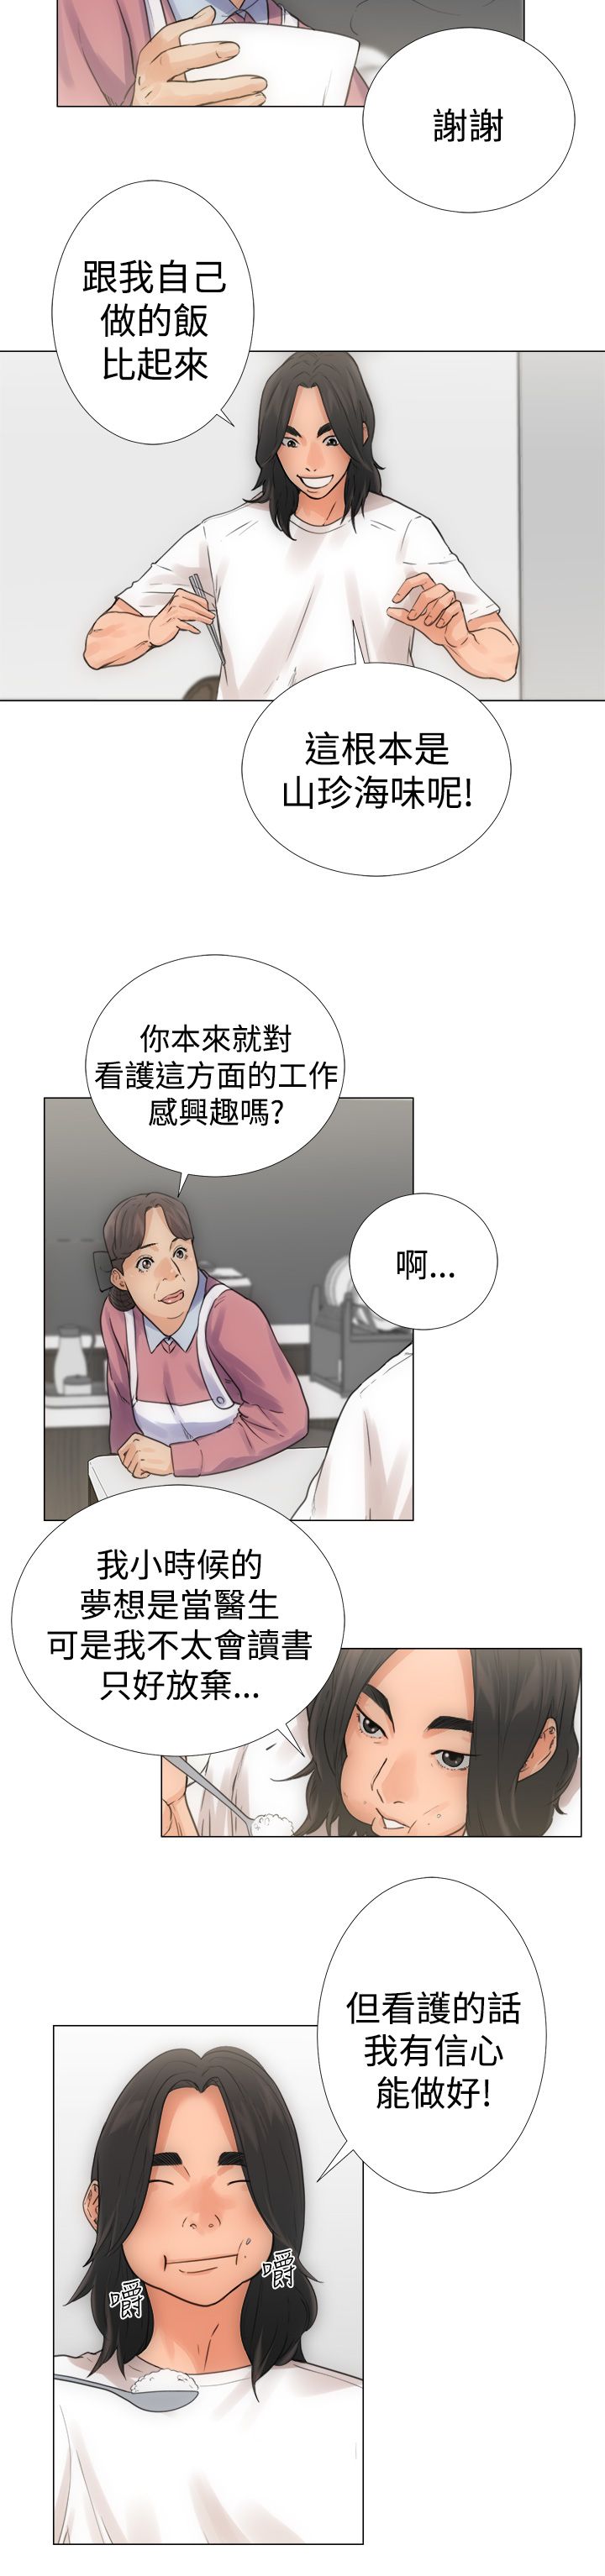 謝謝
跟我自己
做的飯
比起來
這根本是
山珍海味呢!
你本來就對
看護這方面的工作
感興趣嗎?
啊...
我小時候的
夢想是當醫生
可是我不太會讀書
只好放棄...
但看護的話
我有信心
能做好!
嚼
嚼